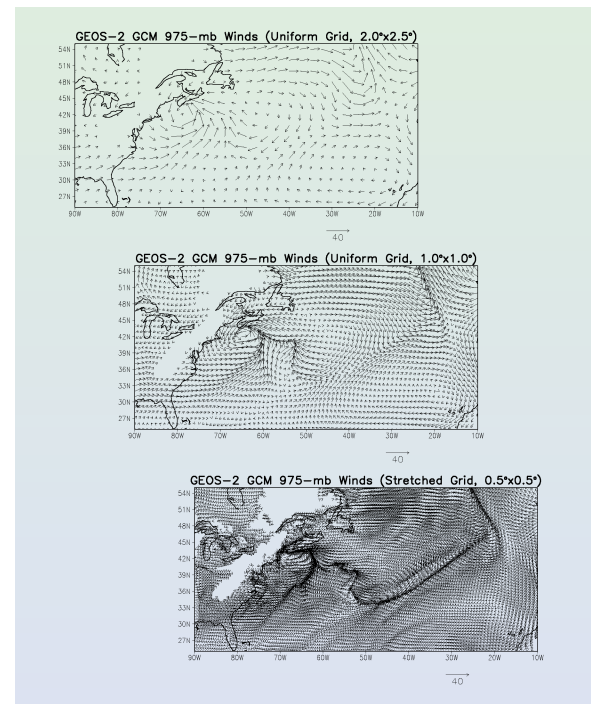 GEOS-2 GCM 975-mb Winds (Uniform Grid, 2.0°x2.5°)
54N
51N
48N
45N
42N
39N
36N
33N
30N
27N
90W 80W 70W 60W 50W 40W 30W 20W 10W
40
GEOS-2 GCM 975-mb Winds (Uniform Grid, 1.0°x1.0°)
54N
51N
48N
45N
42N
39N
36N
33N
30N
27N
90W 80W 70W 60W 50W 40W 30W 20W 10W
40
GEOS-2 GCM 975-mb Winds (Stretched Grid, 0.5°x0.5°)
54N
51N
48N
45N
42N
39N
36N
33N
30N
27N
90W 80W 70W 60W 50W 40W 30W 20W 10W
40